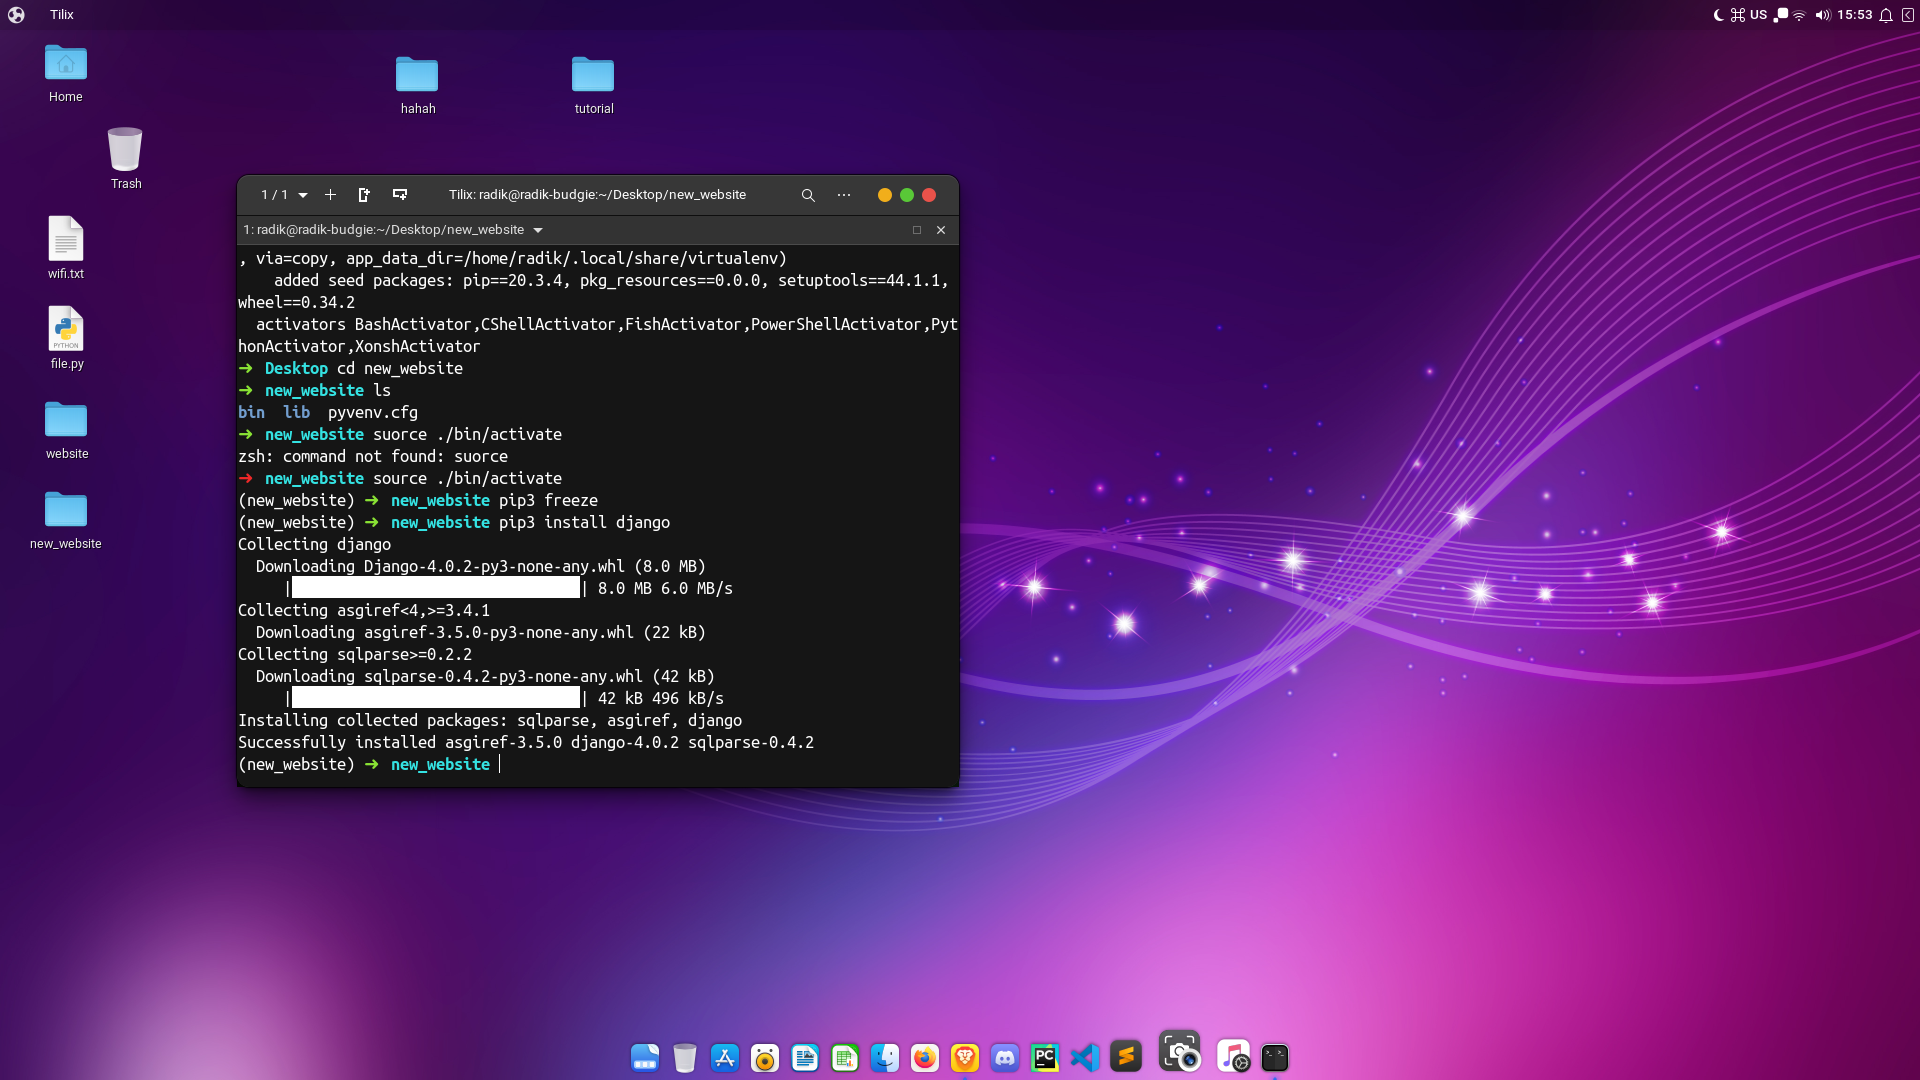 Tilix
US
15:53
Home
hahah
tutorial
Trash
wifi.txt
PYTHON
file.py
website
new_website
1 / 1
Tilix: radik@radik-budgie:~/Desktop/new_website
1: radik@radik-budgie:~/Desktop/new_website
, via=copy, app_data_dir=/home/radik/.local/share/virtualenv)
    added seed packages: pip==20.3.4, pkg_resources==0.0.0, setuptools==44.1.1,
wheel==0.34.2
  activators BashActivator,CShellActivator,FishActivator,PowerShellActivator,Pyt
honActivator,XonshActivator
➜  Desktop cd new_website
➜  new_website ls
bin  lib  pyvenv.cfg
➜  new_website suorce ./bin/activate
zsh: command not found: suorce
➜  new_website source ./bin/activate
(new_website) ➜  new_website pip3 freeze
(new_website) ➜  new_website pip3 install django
Collecting django
  Downloading Django-4.0.2-py3-none-any.whl (8.0 MB)
     |████████████████████████████████| 8.0 MB 6.0 MB/s
Collecting asgiref<4,>=3.4.1
  Downloading asgiref-3.5.0-py3-none-any.whl (22 kB)
Collecting sqlparse>=0.2.2
  Downloading sqlparse-0.4.2-py3-none-any.whl (42 kB)
     |████████████████████████████████| 42 kB 496 kB/s
Installing collected packages: sqlparse, asgiref, django
Successfully installed asgiref-3.5.0 django-4.0.2 sqlparse-0.4.2
(new_website) ➜  new_website
PC